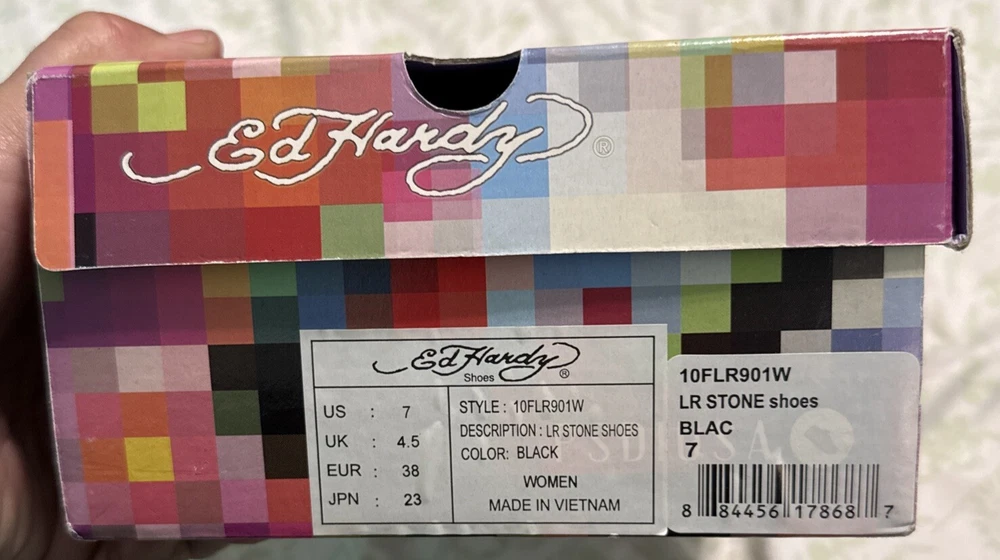 Ed Hardy ®
Ed Hardy ®
Shoes
US : 7
UK : 4.5
EUR : 38
JPN : 23
STYLE : 10FLR901W
DESCRIPTION : LR STONE SHOES
COLOR: BLACK
WOMEN
MADE IN VIETNAM
10FLR901W
LR STONE shoes
BLAC
7
8 84456 17868 7